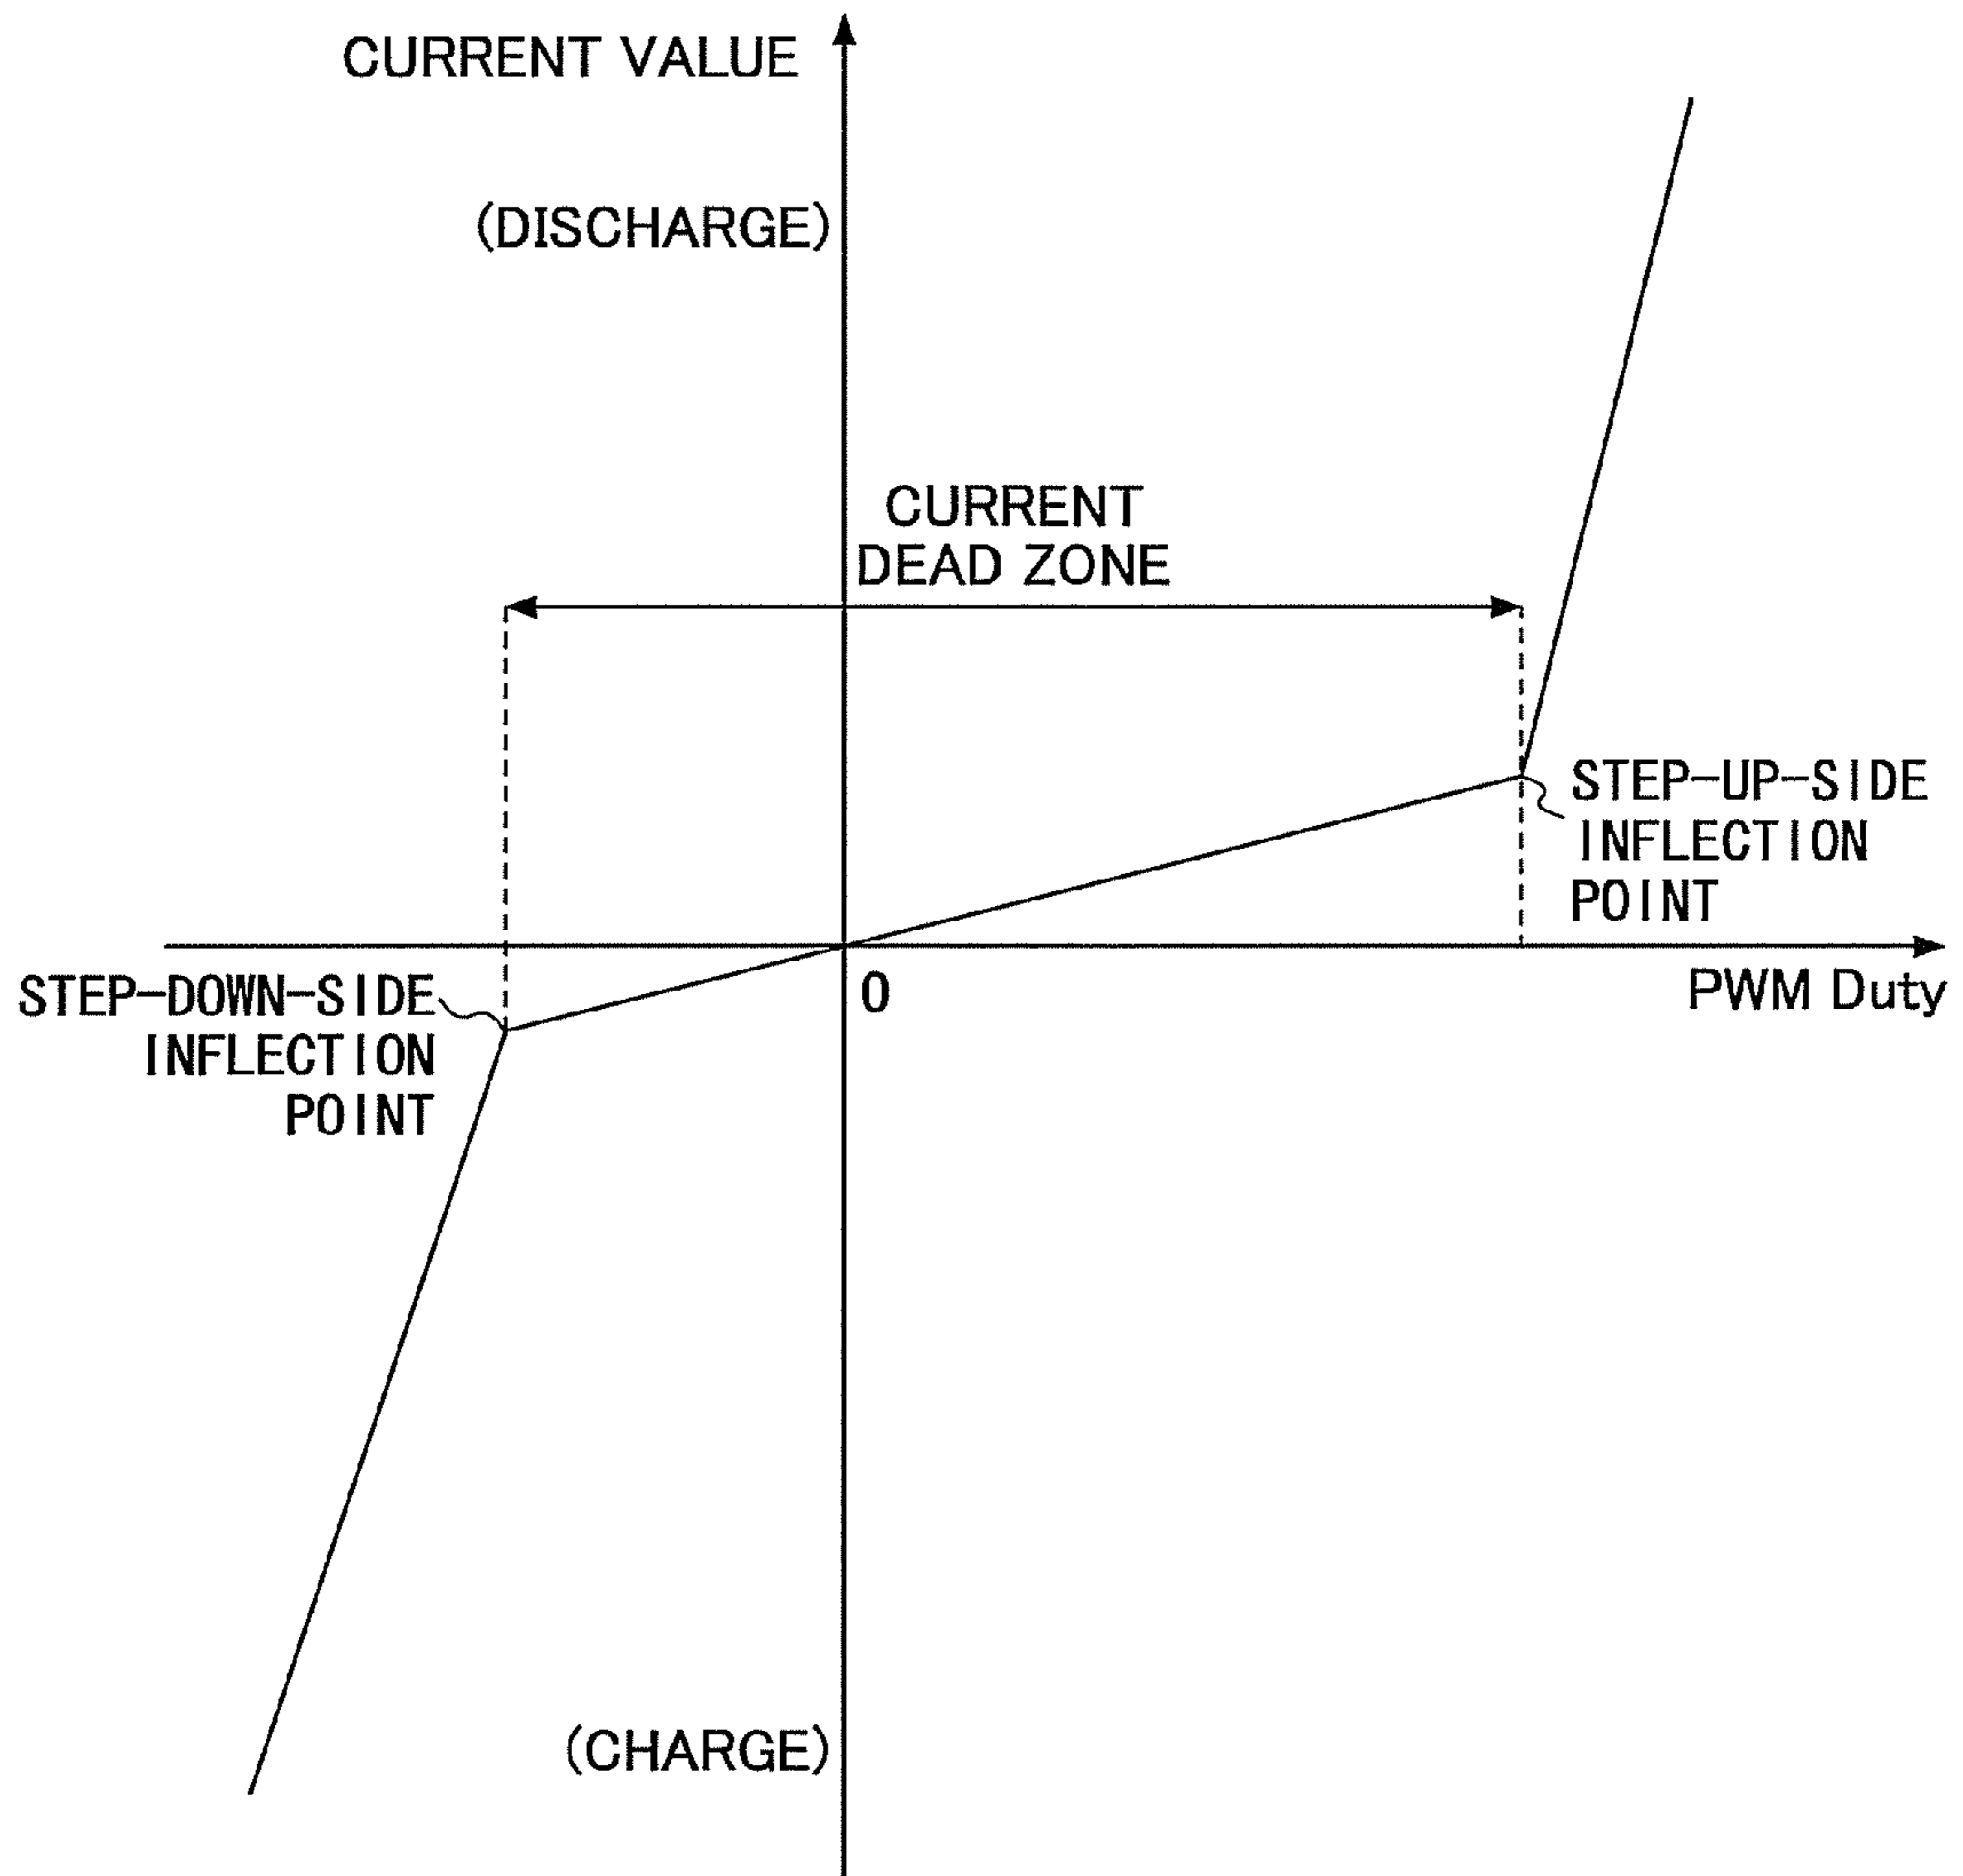 CURRENT VALUE
(DISCHARGE)
CURRENT
DEAD ZONE
STEP-UP-SIDE
INFLECTION
POINT
0
PWM Duty
STEP-DOWN-SIDE
INFLECTION
POINT
(CHARGE)